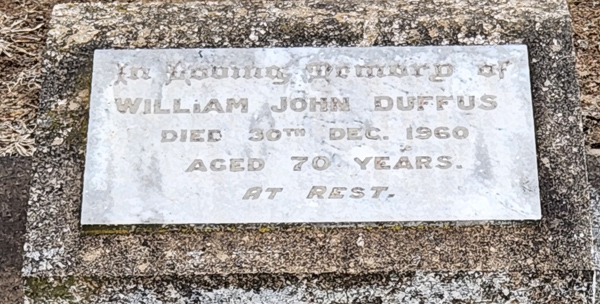 In Loving Memory of
WILLIAM JOHN DUFFUS
DIED 30TH DEC. 1960
AGED 70 YEARS.
AT REST.